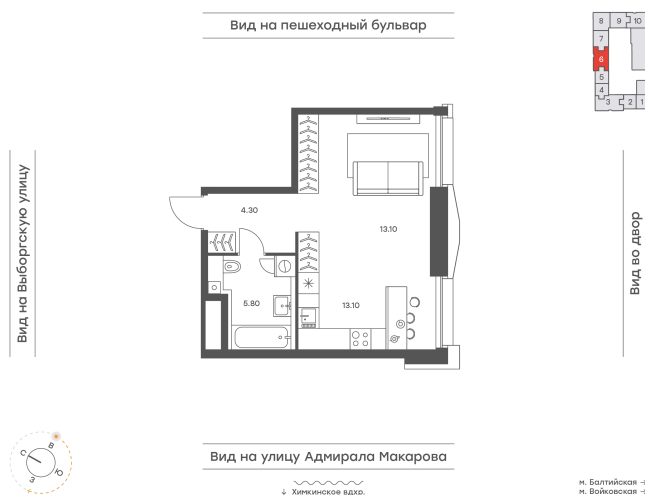 Вид на пешеходный бульвар
8 9 10
7
6
5
4
3 2 1
Вид на Выборгскую улицу
4.30
13.10
5.80
13.10
Вид во двор
Вид на улицу Адмирала Макарова
С В Ю З
↓ Химкинское вдхр.
м. Балтийская →
м. Войковская →